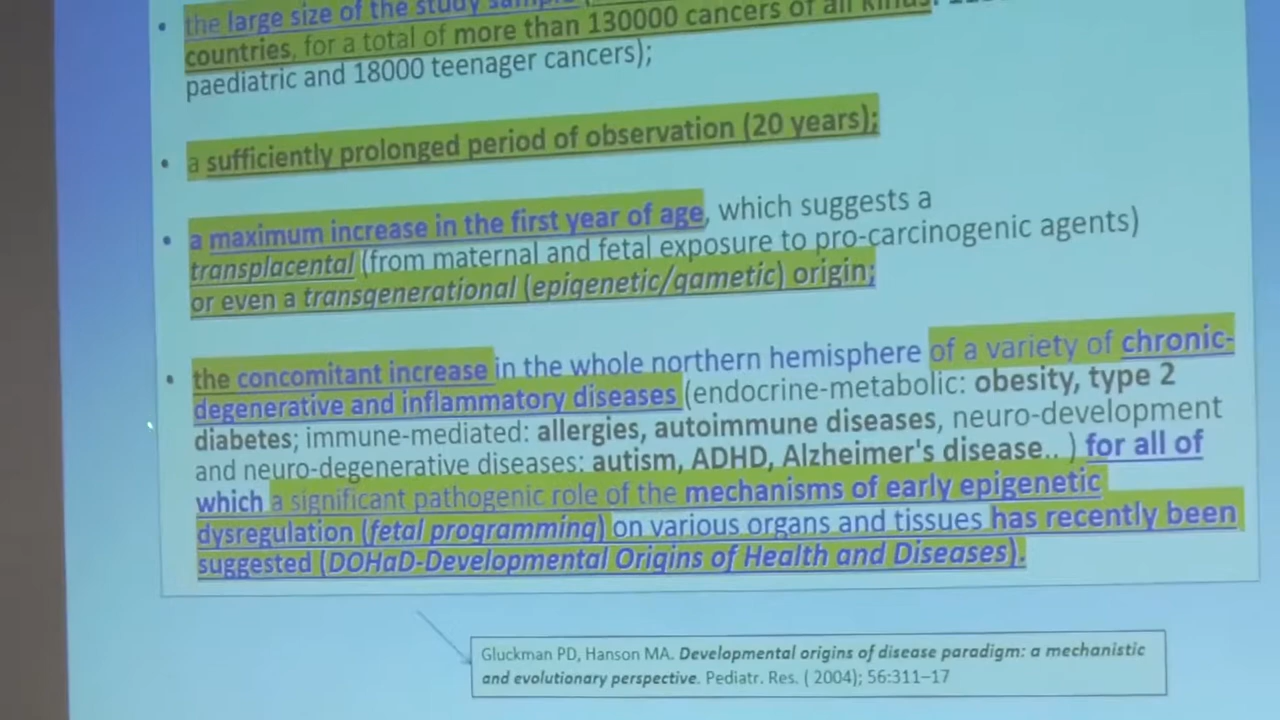 the large size of the study sample
countries, for a total of more than 130000 cancers of all kinds.
paediatric and 18000 teenager cancers);
a sufficiently prolonged period of observation (20 years);
a maximum increase in the first year of age, which suggests a
transplacental (from maternal and fetal exposure to pro-carcinogenic agents)
or even a transgenerational (epigenetic/gametic) origin;
the concomitant increase in the whole northern hemisphere of a variety of chronic-
degenerative and inflammatory diseases (endocrine-metabolic: obesity, type 2
diabetes; immune-mediated: allergies, autoimmune diseases, neuro-development
and neuro-degenerative diseases: autism, ADHD, Alzheimer's disease.. ) for all of
which a significant pathogenic role of the mechanisms of early epigenetic
dysregulation (fetal programming) on various organs and tissues has recently been
suggested (DOHaD-Developmental Origins of Health and Diseases).
Gluckman PD, Hanson MA. Developmental origins of disease paradigm: a mechanistic
and evolutionary perspective. Pediatr. Res. ( 2004); 56:311–17